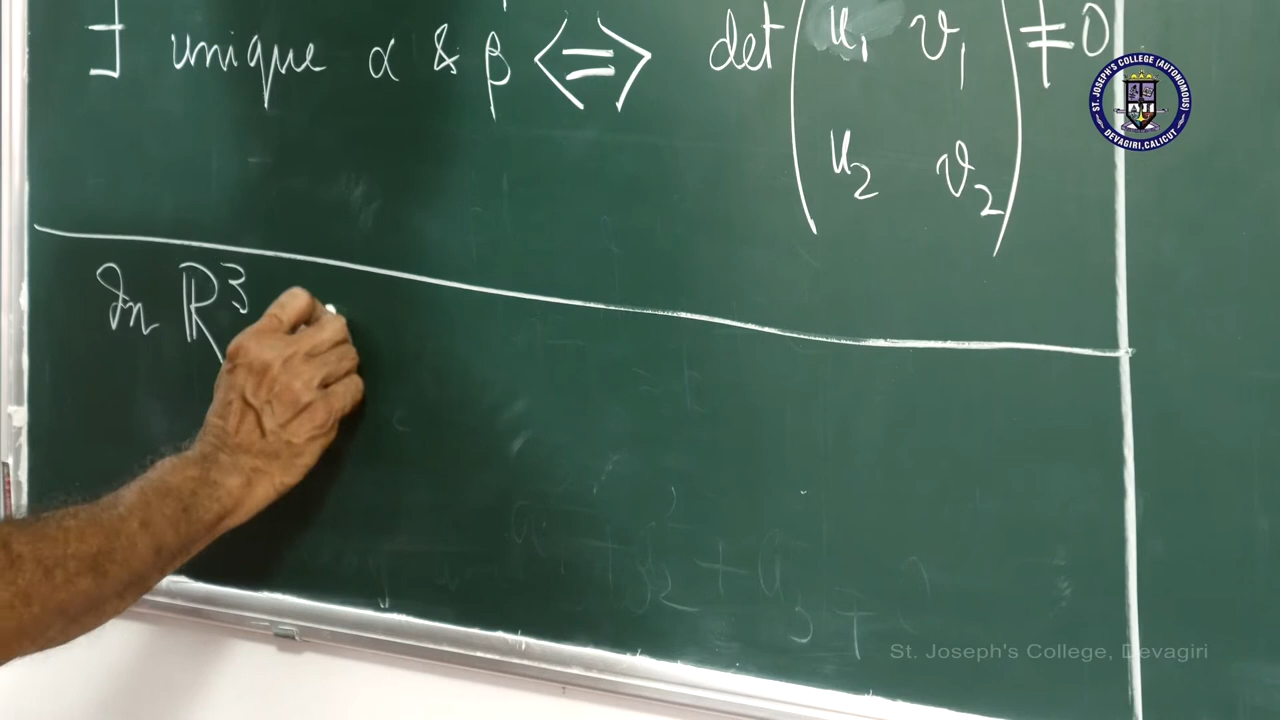 ∃ unique α & β <=> det ( u₁ v₁
u₂ v₂ ) ≠ 0
In ℝ³
ST. JOSEPH'S COLLEGE (AUTONOMOUS)
DEVAGIRI, CALICUT
St. Joseph's College, Devagiri